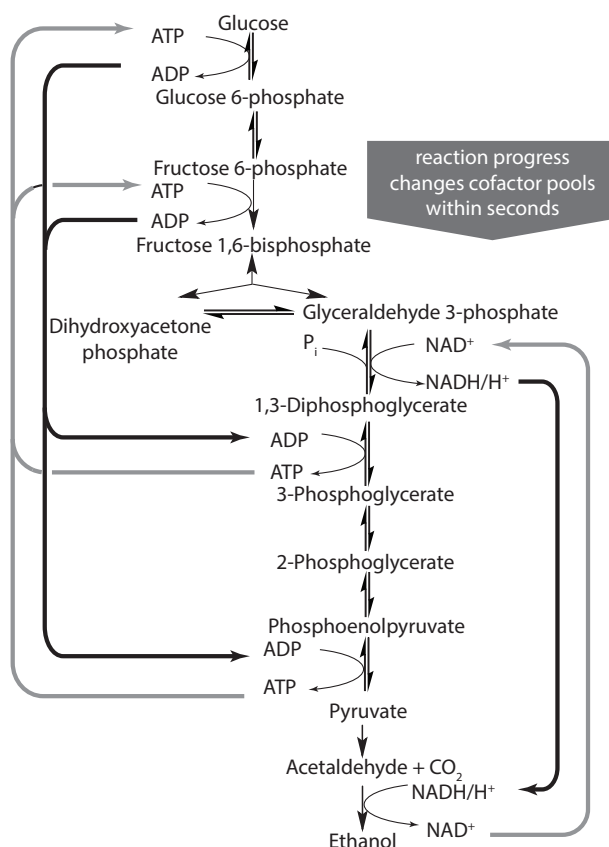 Glucose
ATP
ADP
Glucose 6-phosphate
Fructose 6-phosphate
ATP
ADP
Fructose 1,6-bisphosphate
reaction progress
changes cofactor pools
within seconds
Dihydroxyacetone
phosphate
Glyceraldehyde 3-phosphate
Pᵢ
NAD⁺
NADH/H⁺
1,3-Diphosphoglycerate
ADP
ATP
3-Phosphoglycerate
2-Phosphoglycerate
Phosphoenolpyruvate
ADP
ATP
Pyruvate
Acetaldehyde + CO₂
NADH/H⁺
NAD⁺
Ethanol